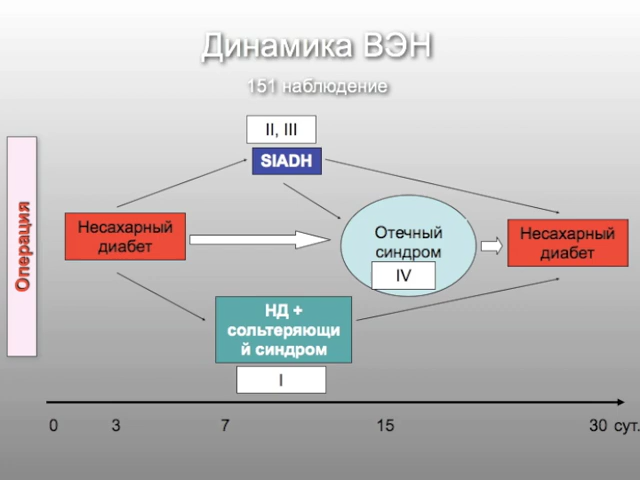 Динамика ВЭН
151 наблюдение
II, III
SIADH
Операция
Несахарный
диабет
Отечный
синдром
IV
Несахарный
диабет
НД +
сольтеряющи
й синдром
I
0 3 7 15 30 сут.